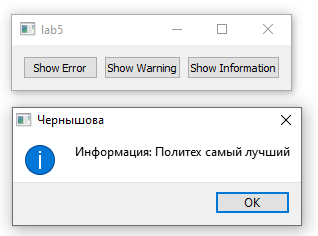 lab5
Show Error Show Warning Show Information
Чернышова
Информация: Политех самый лучший
OK